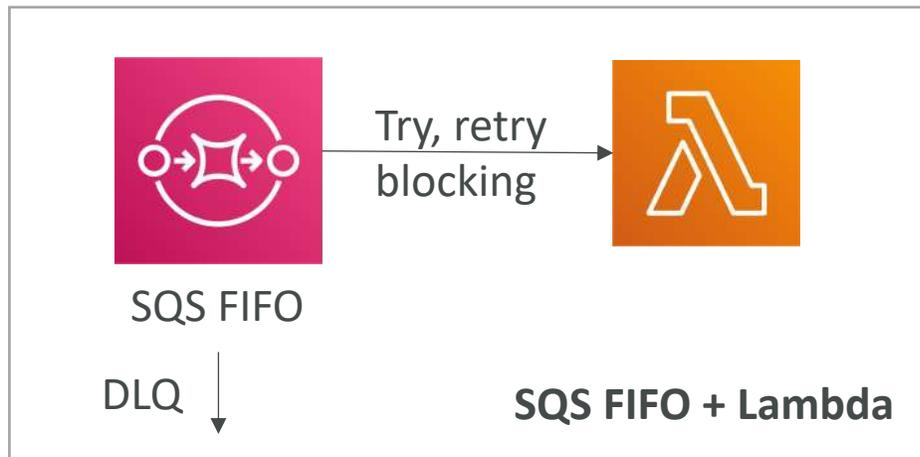 Try, retry
blocking
SQS FIFO
DLQ
SQS FIFO + Lambda